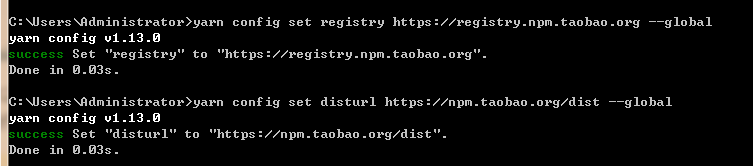 C:\Users\Administrator>yarn config set registry https://registry.npm.taobao.org --global
yarn config v1.13.0
success Set "registry" to "https://registry.npm.taobao.org".
Done in 0.03s.
C:\Users\Administrator>yarn config set disturl https://npm.taobao.org/dist --global
yarn config v1.13.0
success Set "disturl" to "https://npm.taobao.org/dist".
Done in 0.03s.